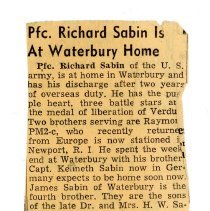 Pfc. Richard Sabin Is
At Waterbury Home
Pfc. Richard Sabin of the U. S.
army, is at home in Waterbury and
has his discharge after two years
of overseas duty. He has the pu
ple heart, three battle stars at
the medal of liberation of Verdu
Two brothers serving are Raymo
PM2-c, who recently returne
from Europe is now stationed i
Newport, R. I. He spent the week
end at Waterbury with his brother
Capt. Kenneth Sabin now in Ger
many expects to be home soon now.
James Sabin of Waterbury is the
fourth brother. They are the sons
of the late Dr. and Mrs. H. W. Sa-